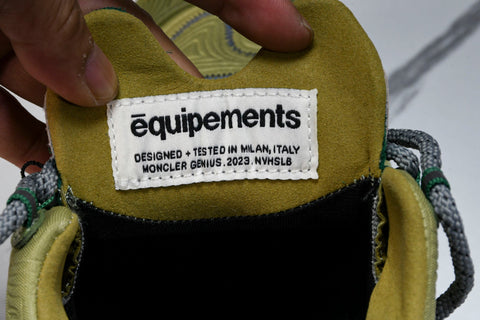 ēquipements
DESIGNED + TESTED IN MILAN, ITALY
MONCLER GENIUS. 2023. NVHSLB